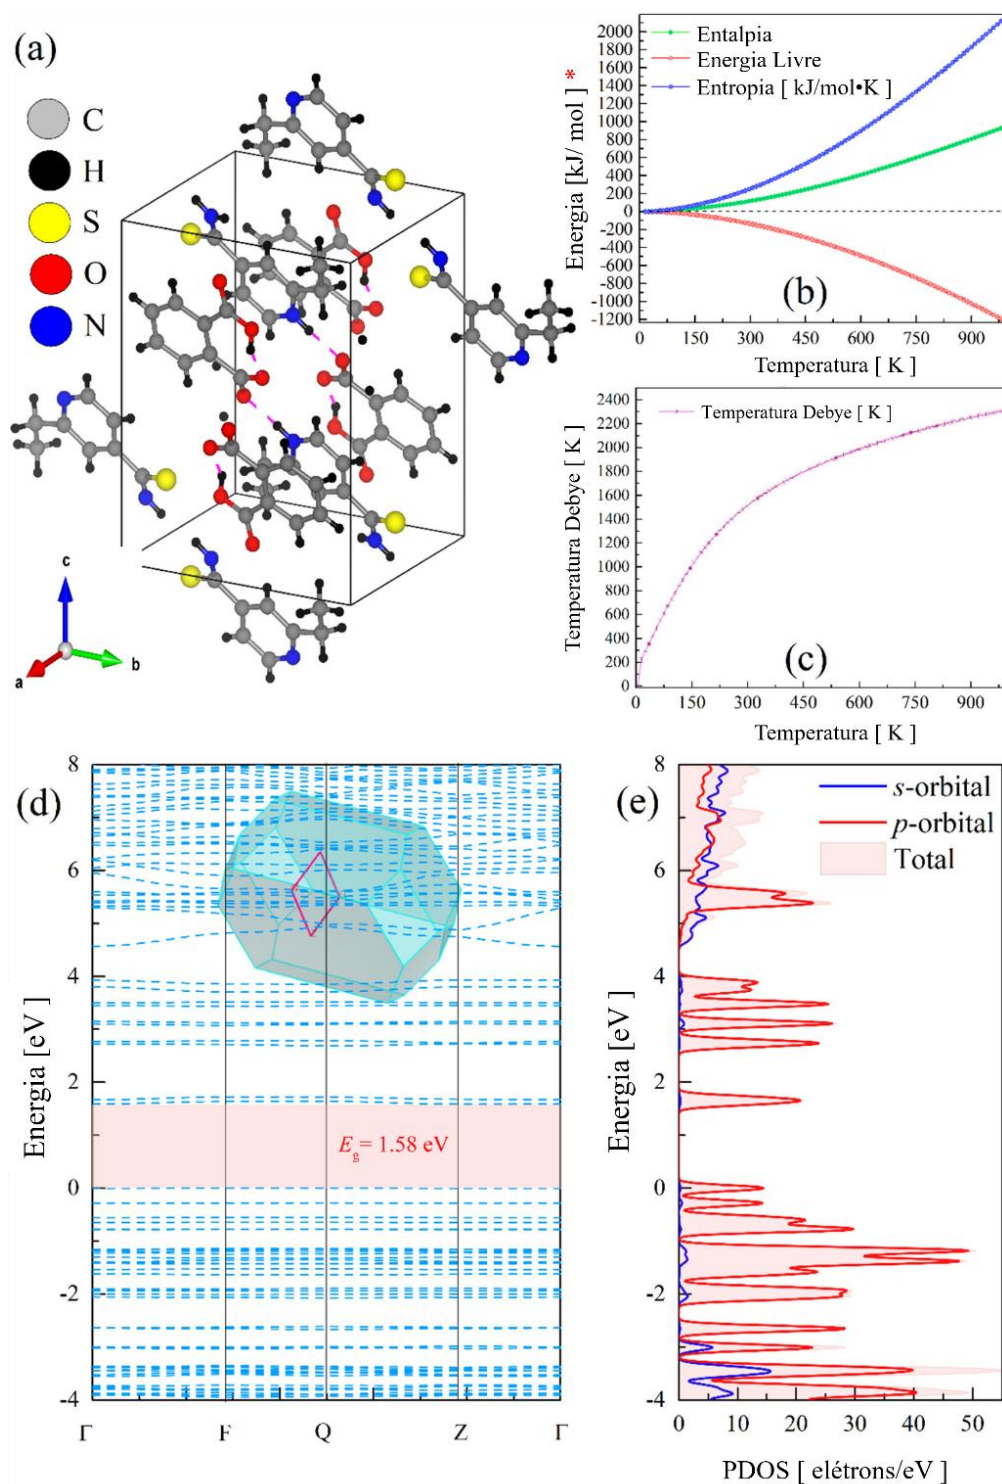 (a)
C
H
S
O
N
c
a
b
Energia [kJ/ mol ] *
2200
2000
1800
1600
1400
1200
1000
800
600
400
200
0
-200
-400
-600
-800
-1000
-1200
Entalpia
Energia Livre
Entropia [ kJ/mol•K ]
(b)
0 150 300 450 600 750 900
Temperatura [ K ]
Temperatura Debye [ K ]
2400
2200
2000
1800
1600
1400
1200
1000
800
600
400
200
0
Temperatura Debye [ K ]
(c)
0 150 300 450 600 750 900
Temperatura [ K ]
(d)
Energia [eV]
8
6
4
2
0
-2
-4
Eg= 1.58 eV
Γ F Q Z Γ
(e)
Energia [eV]
8
6
4
2
0
-2
-4
s-orbital
p-orbital
Total
0 10 20 30 40 50
PDOS [ elétrons/eV ]